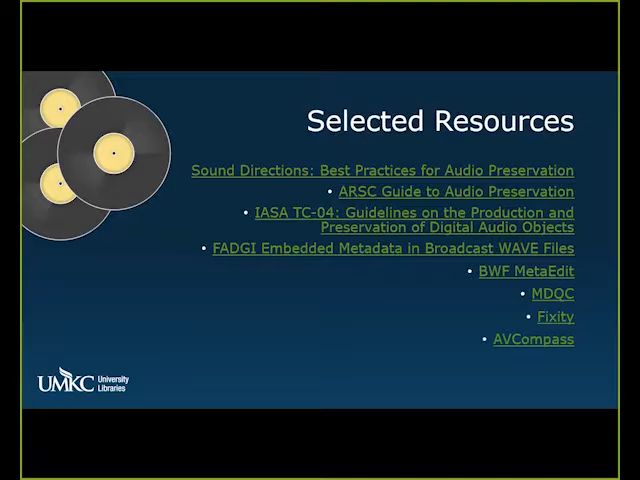 Selected Resources
Sound Directions: Best Practices for Audio Preservation
• ARSC Guide to Audio Preservation
• IASA TC-04: Guidelines on the Production and
Preservation of Digital Audio Objects
• FADGI Embedded Metadata in Broadcast WAVE Files
• BWF MetaEdit
• MDQC
• Fixity
• AVCompass
UMKC University
Libraries